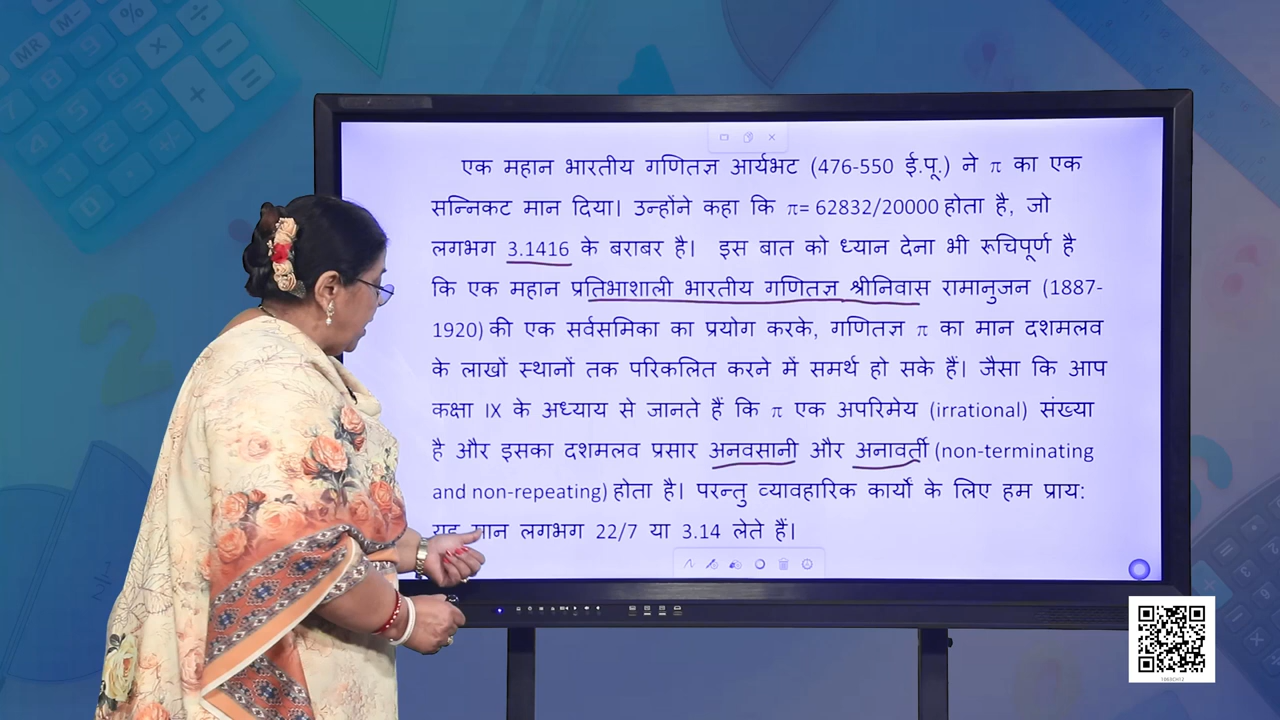 एक महान भारतीय गणितज्ञ आर्यभट (476-550 ई.पू.) ने π का एक
सन्निकट मान दिया। उन्होंने कहा कि π= 62832/20000 होता है, जो
लगभग 3.1416 के बराबर है। इस बात को ध्यान देना भी रूचिपूर्ण है
कि एक महान प्रतिभाशाली भारतीय गणितज्ञ श्रीनिवास रामानुजन (1887-
1920) की एक सर्वसमिका का प्रयोग करके, गणितज्ञ π का मान दशमलव
के लाखों स्थानों तक परिकलित करने में समर्थ हो सके हैं। जैसा कि आप
कक्षा IX के अध्याय से जानते हैं कि π एक अपरिमेय (irrational) संख्या
है और इसका दशमलव प्रसार अनवसानी और अनावर्ती (non-terminating
and non-repeating) होता है। परन्तु व्यावहारिक कार्यों के लिए हम प्राय:
यह मान लगभग 22/7 या 3.14 लेते हैं।